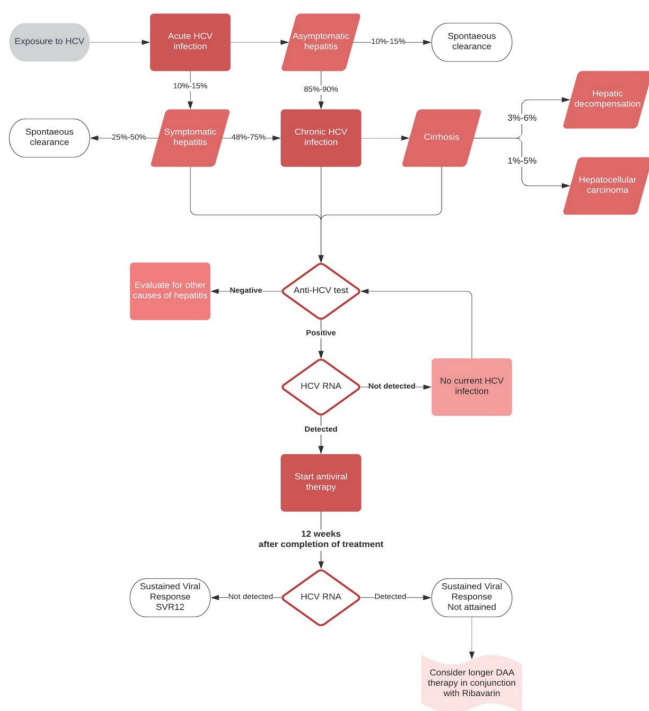 Exposure to HCV
Acute HCV
infection
Asymptomatic
hepatitis
10%-15%
Spontaeous
clearance
10%-15%
85%-90%
Spontaeous
clearance
25%-50%
Symptomatic
hepatitis
48%-75%
Chronic HCV
infection
Cirrhosis
3%-6%
Hepatic
decompensation
1%-5%
Hepatocellular
carcinoma
Evaluate for other
causes of hepatitis
Negative
Anti-HCV test
Positive
HCV RNA
Not detected
No current HCV
infection
Detected
Start antiviral
therapy
12 weeks
after completion of treatment
Sustained Viral
Response
SVR12
Not detected
HCV RNA
Detected
Sustained Viral
Response
Not attained
Consider longer DAA
therapy in conjunction
with Ribavarin